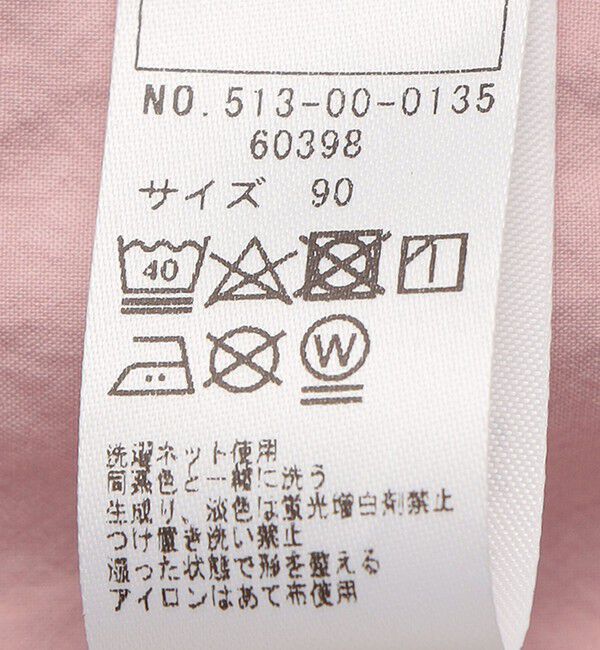 NO. 513-00-0135
60398
サイズ 90
40
W
洗濯ネット使用
同系色と一緒に洗う
生成り、淡色は蛍光増白剤禁止
つけ置き洗い禁止
湿った状態で形を整える
アイロンはあて布使用